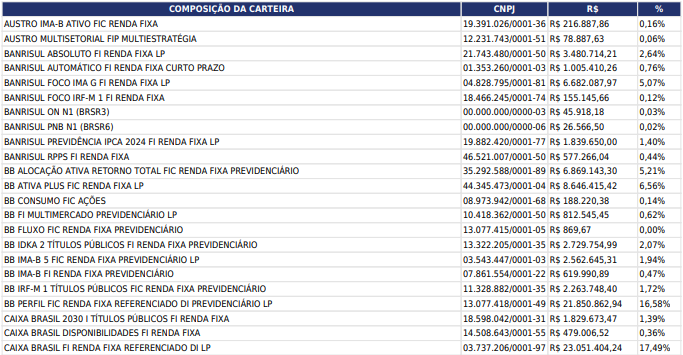 COMPOSIÇÃO DA CARTEIRA CNPJ R$ %
AUSTRO IMA-B ATIVO FIC RENDA FIXA 19.391.026/0001-36 R$ 216.887,86 0,16%
AUSTRO MULTISETORIAL FIP MULTIESTRATÉGIA 12.231.743/0001-51 R$ 78.887,63 0,06%
BANRISUL ABSOLUTO FI RENDA FIXA LP 21.743.480/0001-50 R$ 3.480.714,21 2,64%
BANRISUL AUTOMÁTICO FI RENDA FIXA CURTO PRAZO 01.353.260/0001-03 R$ 1.005.410,26 0,76%
BANRISUL FOCO IMA G FI RENDA FIXA LP 04.828.795/0001-81 R$ 6.682.087,97 5,07%
BANRISUL FOCO IRF-M 1 FI RENDA FIXA 18.466.245/0001-74 R$ 155.145,66 0,12%
BANRISUL ON N1 (BRSR3) 00.000.000/0000-03 R$ 45.918,18 0,03%
BANRISUL PNB N1 (BRSR6) 00.000.000/0000-06 R$ 26.566,50 0,02%
BANRISUL PREVIDÊNCIA IPCA 2024 FI RENDA FIXA LP 19.882.420/0001-77 R$ 1.839.650,00 1,40%
BANRISUL RPPS FI RENDA FIXA 46.521.007/0001-50 R$ 577.266,04 0,44%
BB ALOCAÇÃO ATIVA RETORNO TOTAL FIC RENDA FIXA PREVIDENCIÁRIO 35.292.588/0001-89 R$ 6.869.143,30 5,21%
BB ATIVA PLUS FIC RENDA FIXA LP 44.345.473/0001-04 R$ 8.646.415,42 6,56%
BB CONSUMO FIC AÇÕES 08.973.942/0001-68 R$ 188.220,38 0,14%
BB FI MULTIMERCADO PREVIDENCIÁRIO LP 10.418.362/0001-50 R$ 812.545,45 0,62%
BB FLUXO FIC RENDA FIXA PREVIDENCIÁRIO 13.077.415/0001-05 R$ 869,67 0,00%
BB IDKA 2 TÍTULOS PÚBLICOS FI RENDA FIXA PREVIDENCIÁRIO 13.322.205/0001-35 R$ 2.729.754,99 2,07%
BB IMA-B 5 FIC RENDA FIXA PREVIDENCIÁRIO LP 03.543.447/0001-03 R$ 2.562.645,31 1,94%
BB IMA-B FI RENDA FIXA PREVIDENCIÁRIO 07.861.554/0001-22 R$ 619.990,89 0,47%
BB IRF-M 1 TÍTULOS PÚBLICOS FIC RENDA FIXA PREVIDENCIÁRIO 11.328.882/0001-35 R$ 2.263.748,40 1,72%
BB PERFIL FIC RENDA FIXA REFERENCIADO DI PREVIDENCIÁRIO LP 13.077.418/0001-49 R$ 21.850.862,94 16,58%
CAIXA BRASIL 2030 I TÍTULOS PÚBLICOS FI RENDA FIXA 18.598.042/0001-31 R$ 1.829.673,47 1,39%
CAIXA BRASIL DISPONIBILIDADES FI RENDA FIXA 14.508.643/0001-55 R$ 479.006,52 0,36%
CAIXA BRASIL FI RENDA FIXA REFERENCIADO DI LP 03.737.206/0001-97 R$ 23.051.404,24 17,49%